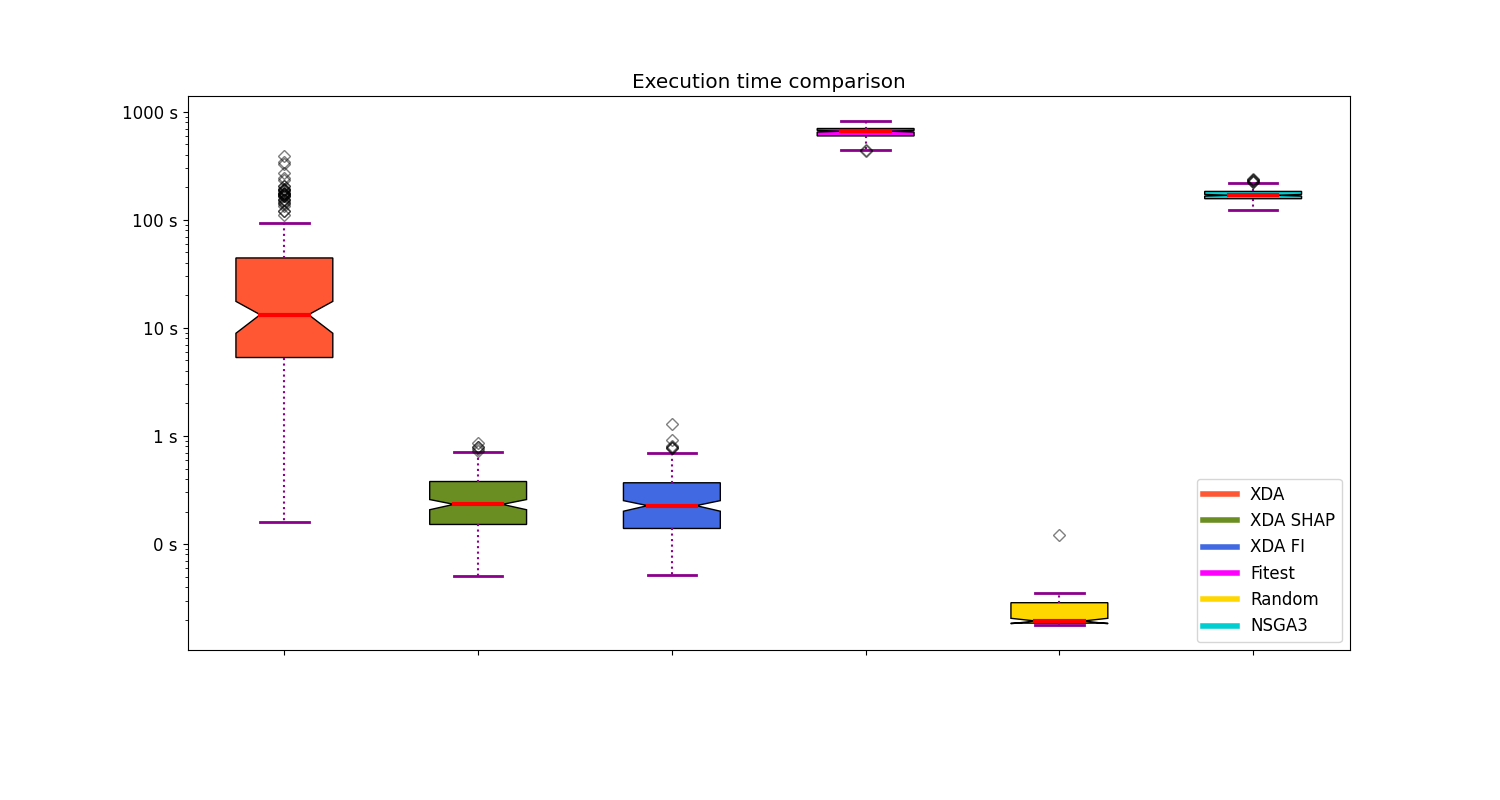 Execution time comparison
1000 s
100 s
10 s
1 s
0 s
XDA
XDA SHAP
XDA FI
Fitest
Random
NSGA3